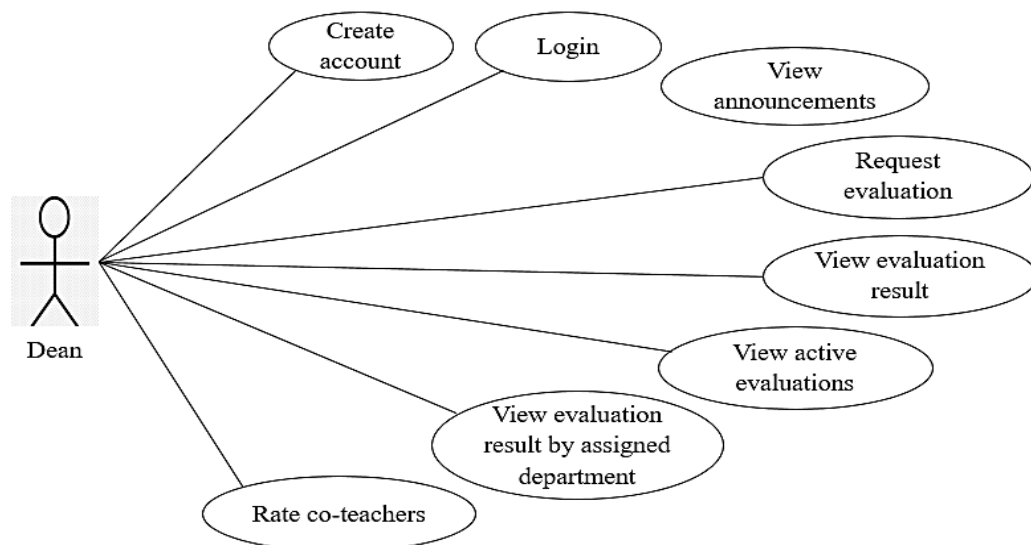 Create
account
Login
View
announcements
Request
evaluation
View evaluation
result
Dean
View active
evaluations
View evaluation
result by assigned
department
Rate co-teachers